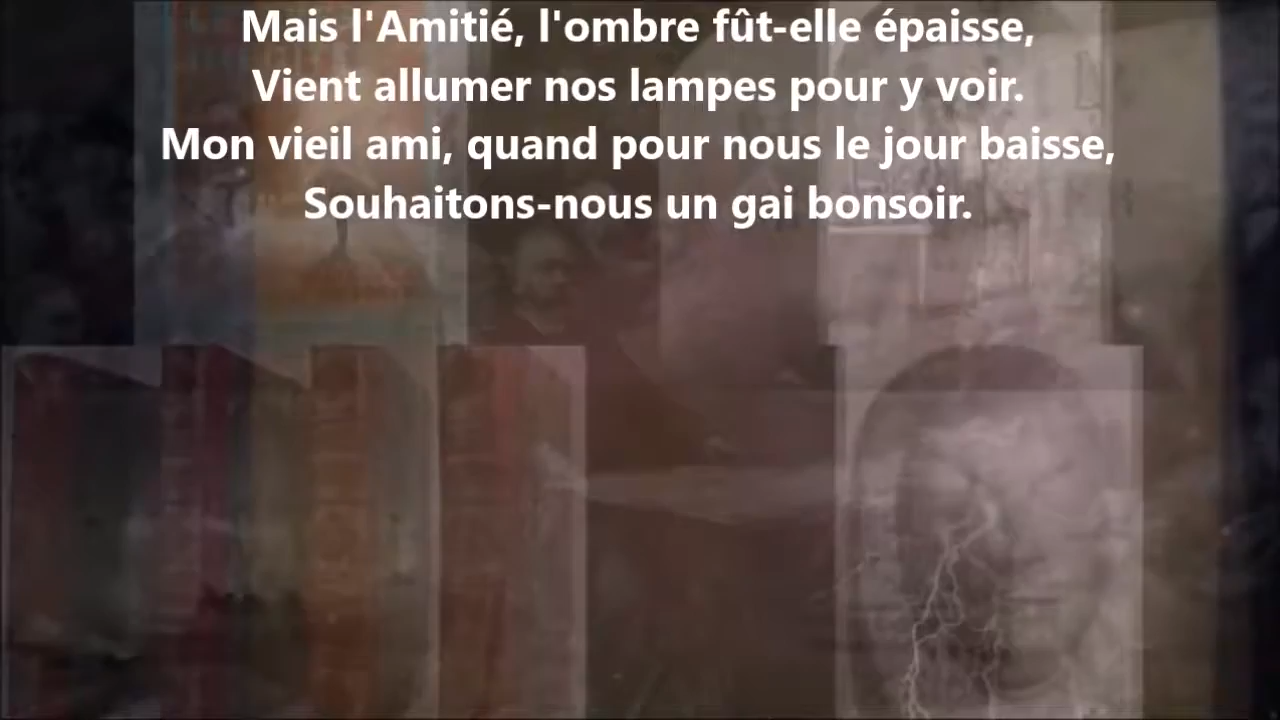 Mais l'Amitié, l'ombre fût-elle épaisse,
Vient allumer nos lampes pour y voir.
Mon vieil ami, quand pour nous le jour baisse,
Souhaitons-nous un gai bonsoir.